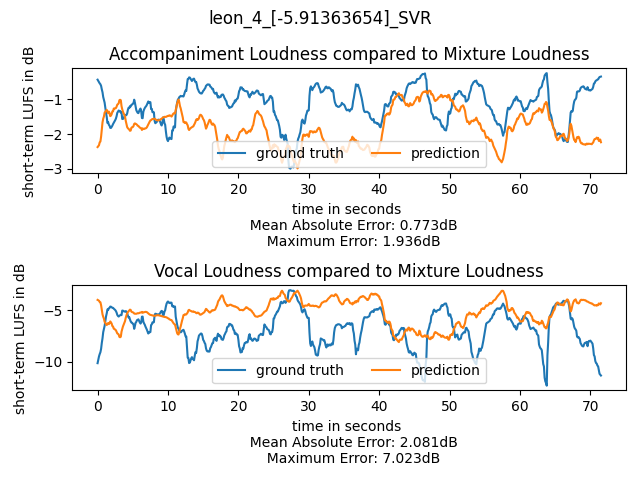 leon_4_[-5.91363654]_SVR
Accompaniment Loudness compared to Mixture Loudness
short-term LUFS in dB
−1
−2
−3
ground truth
prediction
0 10 20 30 40 50 60 70
time in seconds
Mean Absolute Error: 0.773dB
Maximum Error: 1.936dB
Vocal Loudness compared to Mixture Loudness
short-term LUFS in dB
−5
−10
ground truth
prediction
0 10 20 30 40 50 60 70
time in seconds
Mean Absolute Error: 2.081dB
Maximum Error: 7.023dB